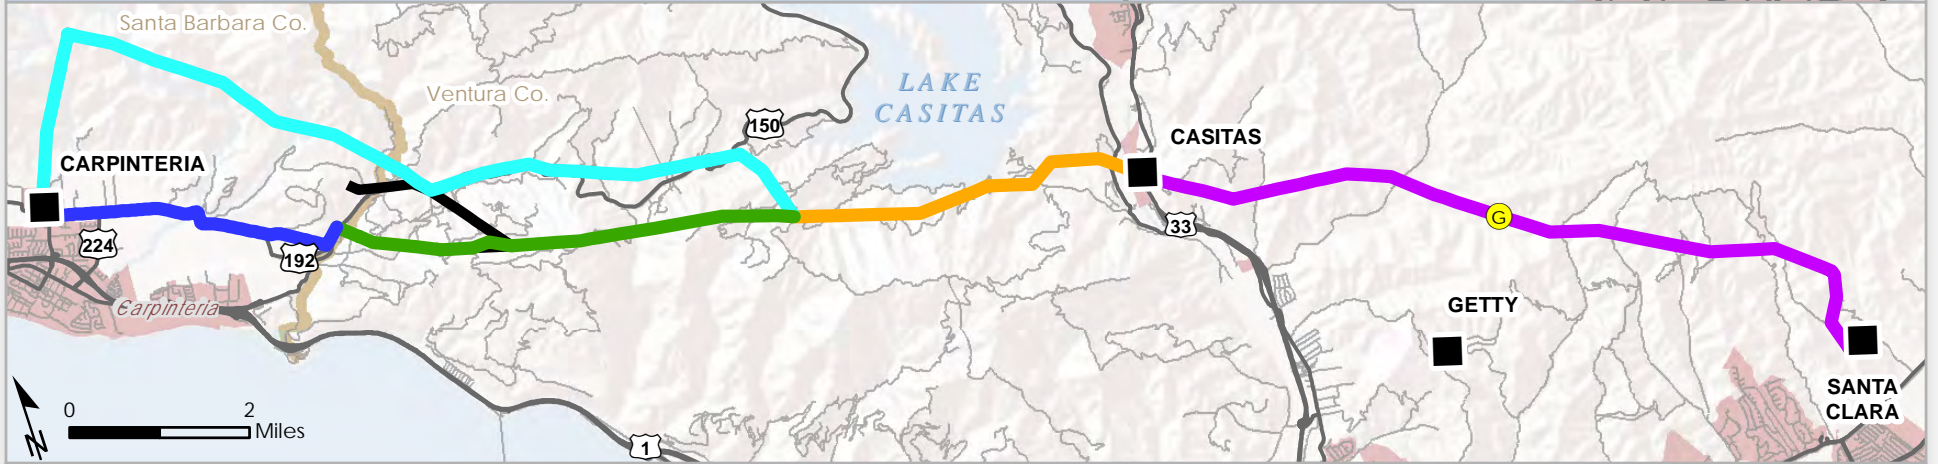 Santa Barbara Co.
Ventura Co.
LAKE
CASITAS
150
CASITAS
CARPINTERIA
224
192
33
G
Carpinteria
GETTY
SANTA
CLARA
0 2
Miles
N
1